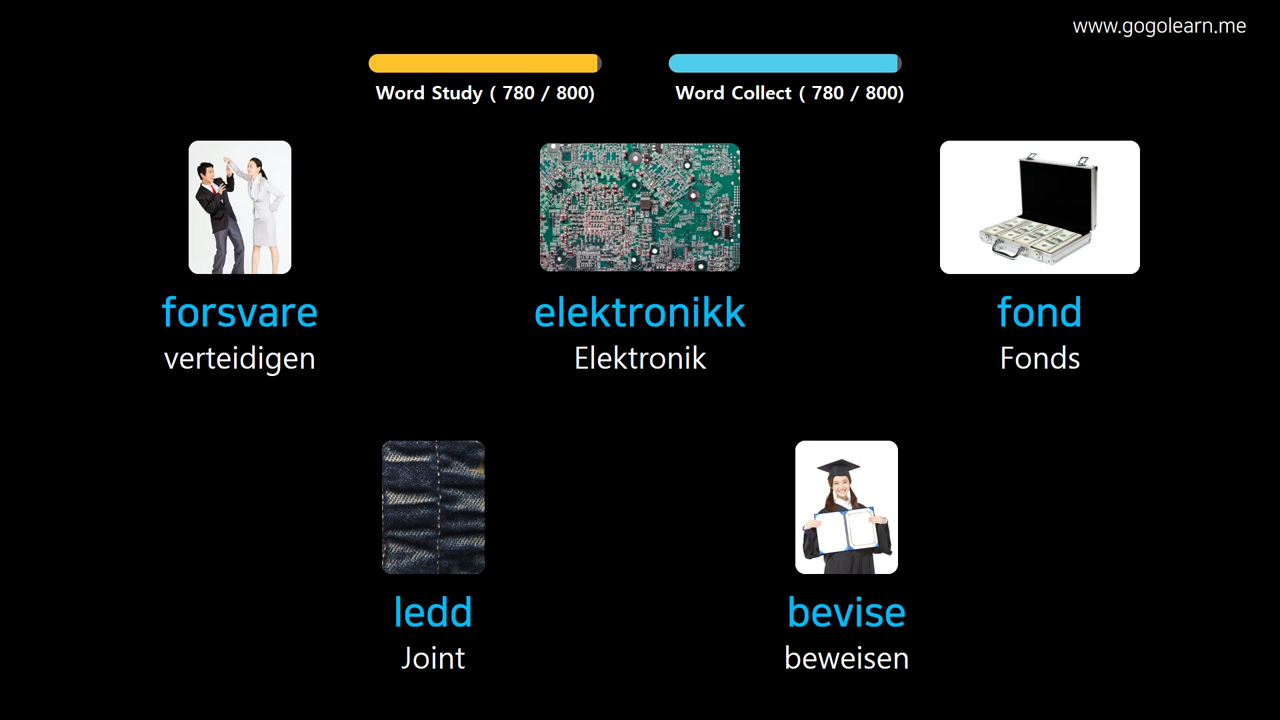 www.gogolearn.me
Word Study ( 780 / 800)
Word Collect ( 780 / 800)
forsvare
verteidigen
elektronikk
Elektronik
fond
Fonds
ledd
Joint
bevise
beweisen